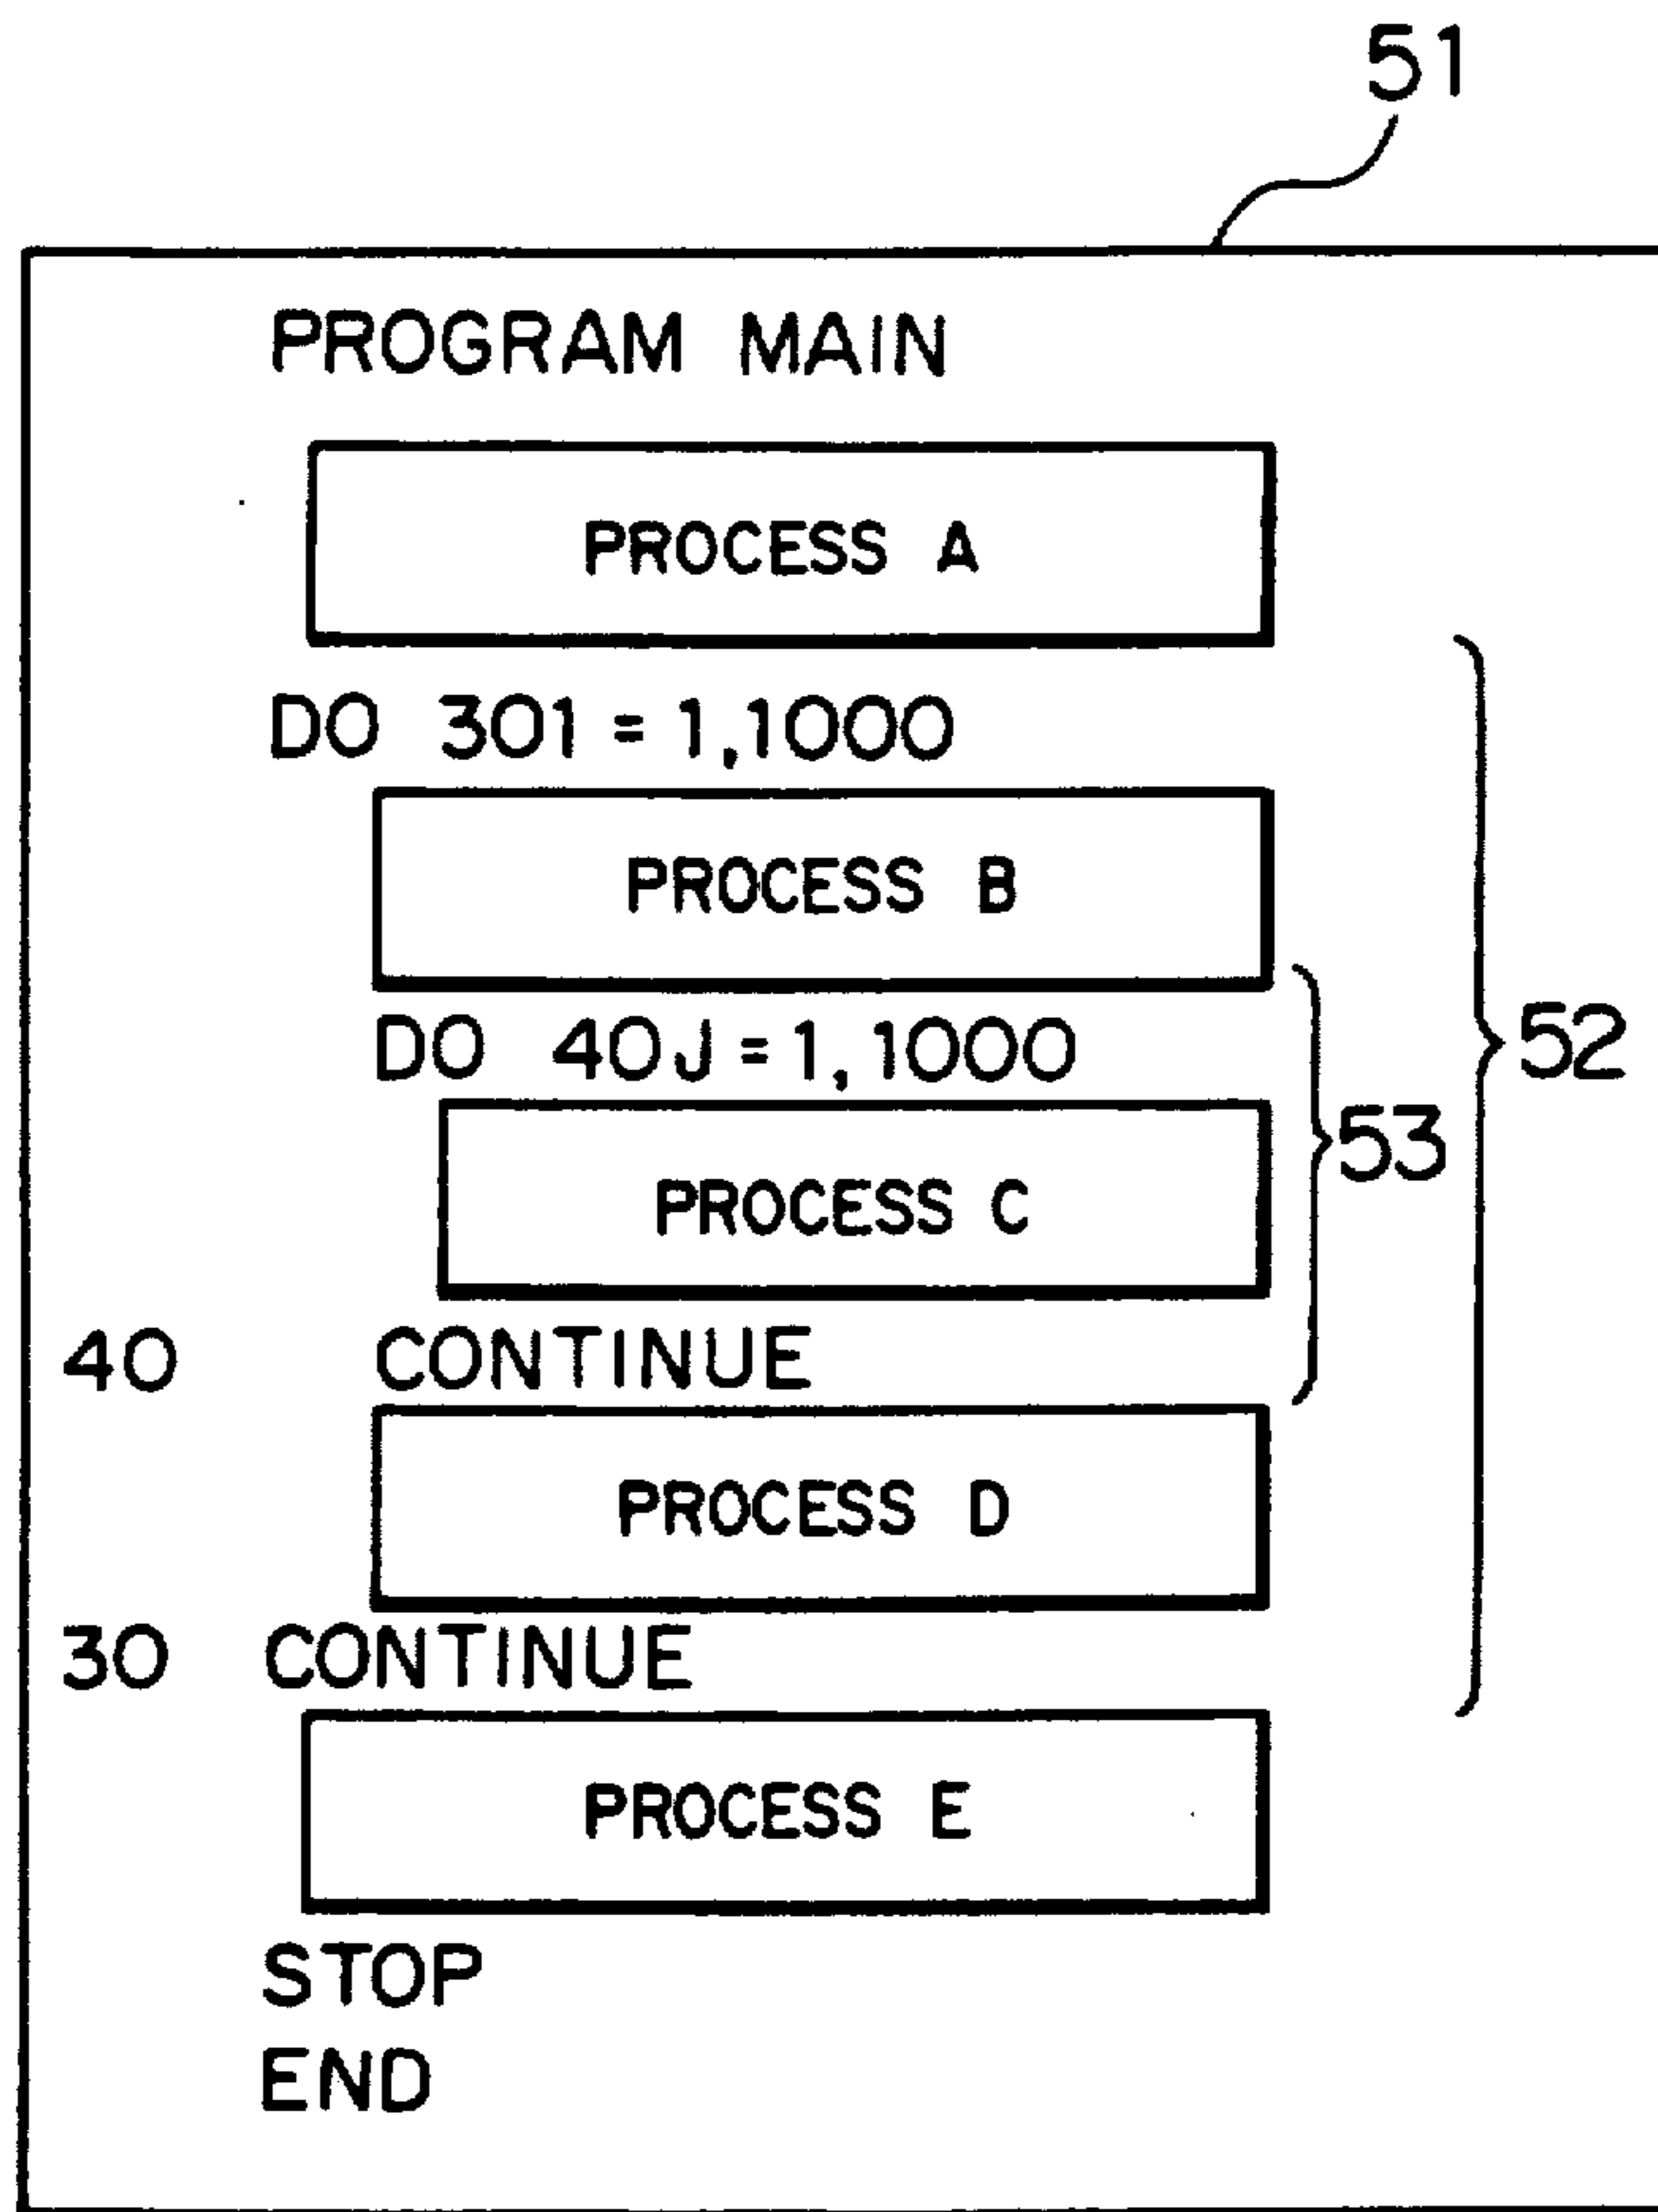 51
PROGRAM MAIN
PROCESS A
DO 301 = 1,1000
PROCESS B
DO 40J = 1,1000
52
53
PROCESS C
40 CONTINUE
PROCESS D
30 CONTINUE
PROCESS E
STOP
END